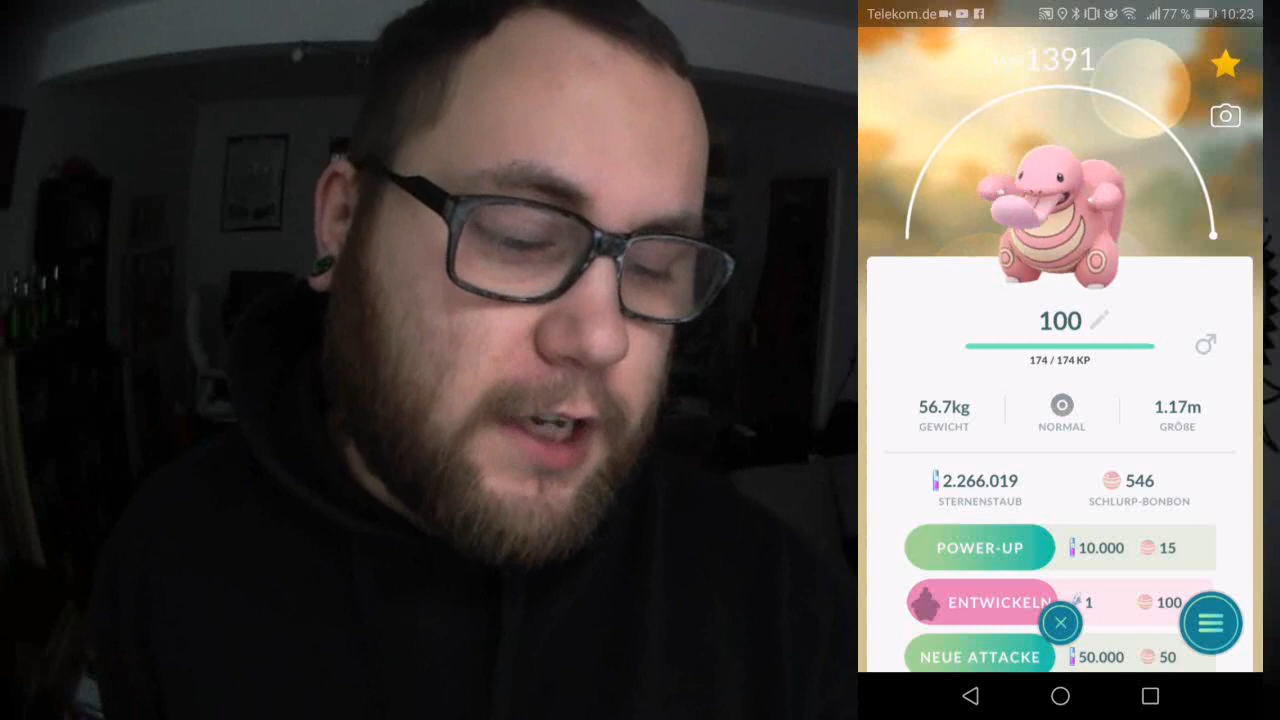 Telekom.de 77 % 10:23
1391
100
174 / 174 KP
56.7kg 1.17m
GEWICHT NORMAL GRÖßE
2.266.019 546
STERNENSTAUB SCHLURP-BONBON
POWER-UP 10.000 15
ENTWICKELN 1 100
NEUE ATTACKE 50.000 50